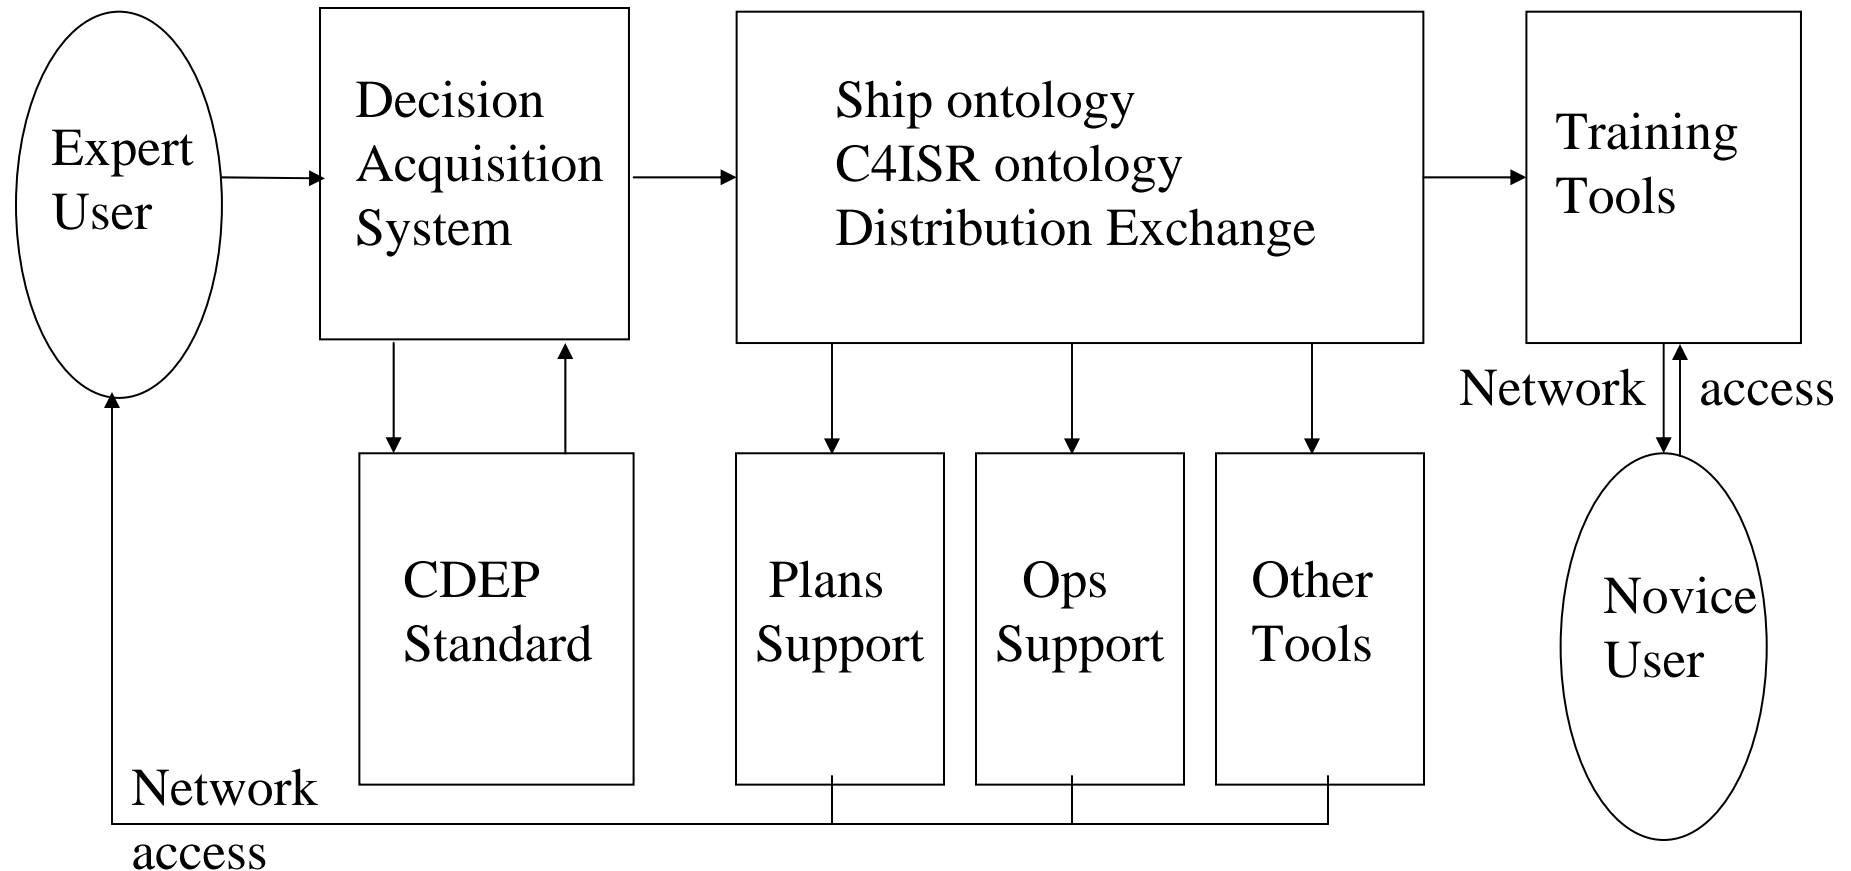 Expert
User
Decision
Acquisition
System
Ship ontology
C4ISR ontology
Distribution Exchange
Training
Tools
Network access
CDEP
Standard
Plans
Support
Ops
Support
Other
Tools
Novice
User
Network
access